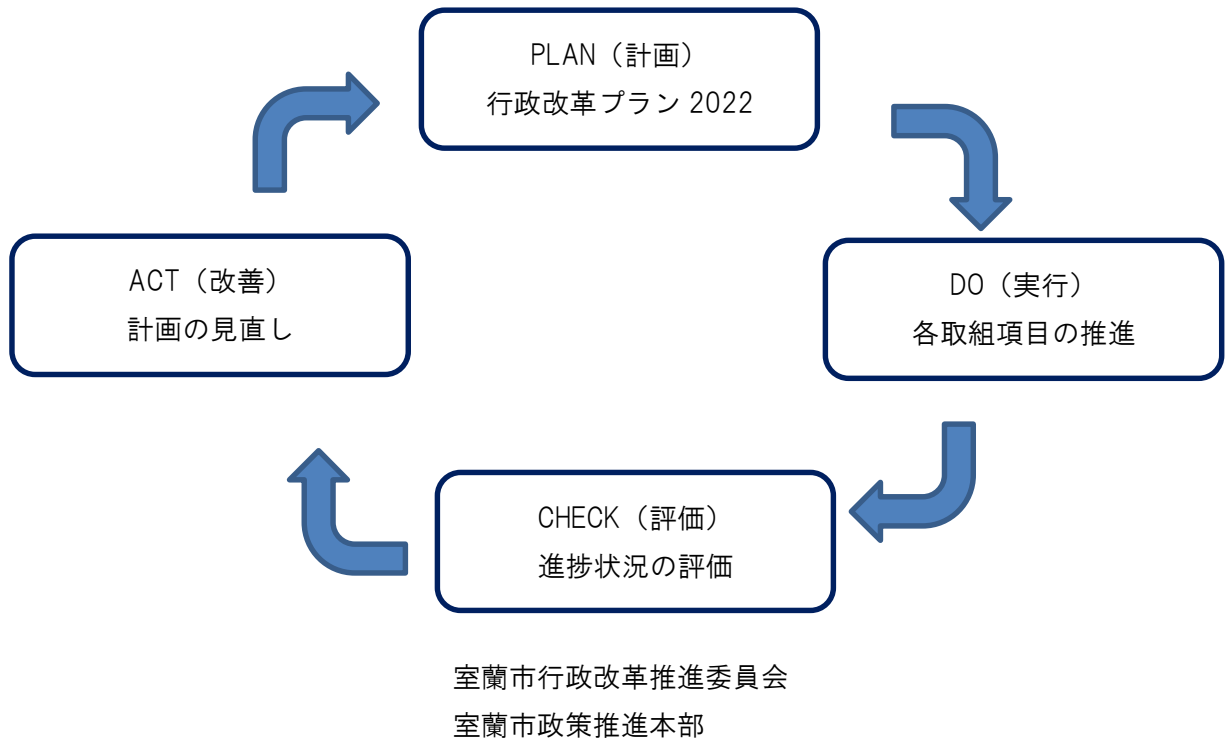 PLAN（計画）
行政改革プラン 2022
ACT（改善）
計画の見直し
DO（実行）
各取組項目の推進
CHECK（評価）
進捗状況の評価
室蘭市行政改革推進委員会
室蘭市政策推進本部